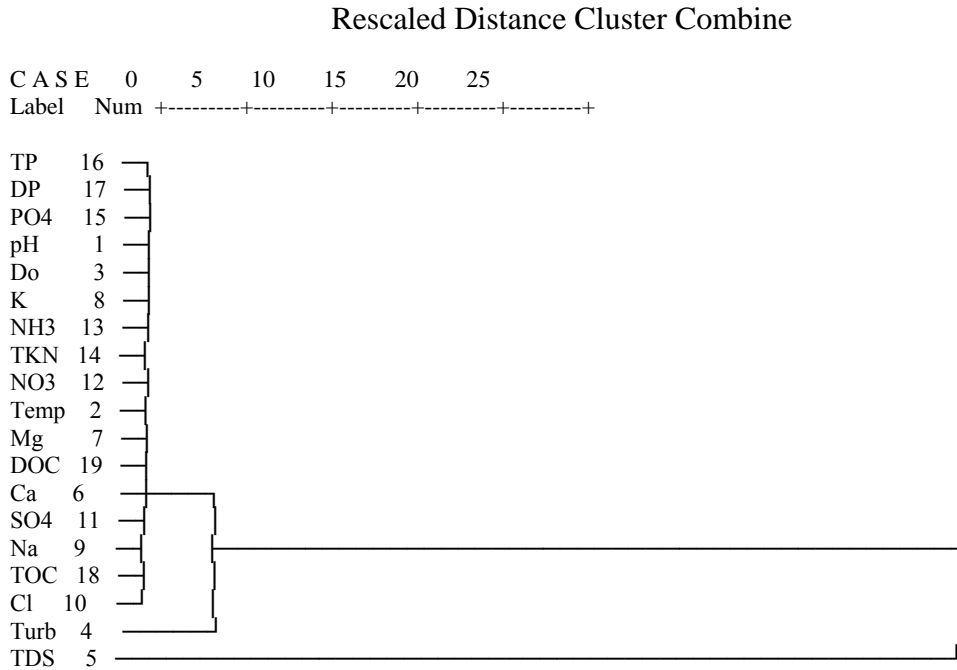 Rescaled Distance Cluster Combine
C A S E 0 5 10 15 20 25
Label Num +---------+---------+---------+---------+---------+
TP 16
DP 17
PO4 15
pH 1
Do 3
K 8
NH3 13
TKN 14
NO3 12
Temp 2
Mg 7
DOC 19
Ca 6
SO4 11
Na 9
TOC 18
Cl 10
Turb 4
TDS 5